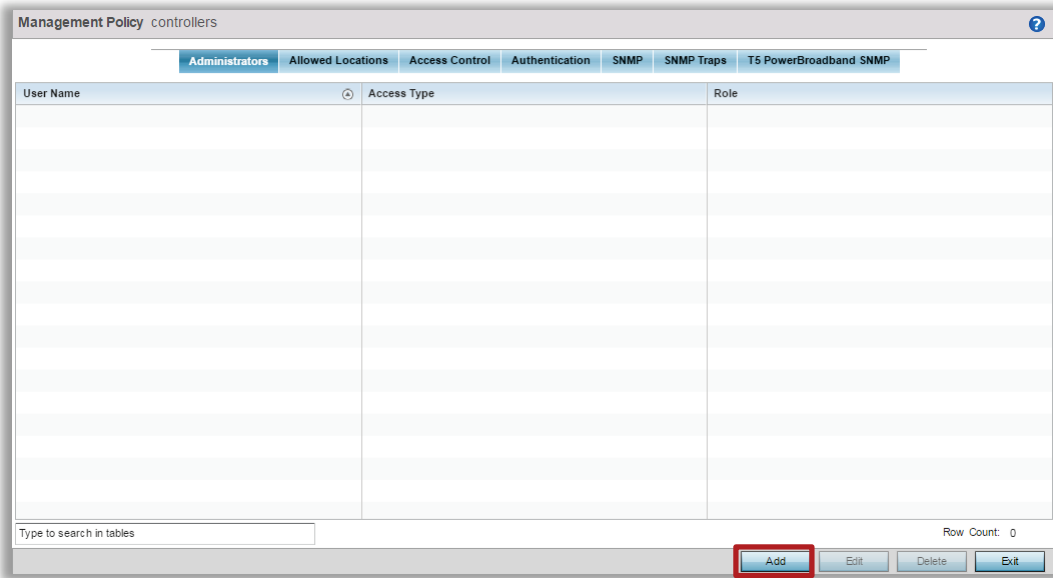 Management Policy controllers
?
Administrators Allowed Locations Access Control Authentication SNMP SNMP Traps T5 PowerBroadband SNMP
User Name Access Type Role
Type to search in tables Row Count: 0
Add Edit Delete Exit